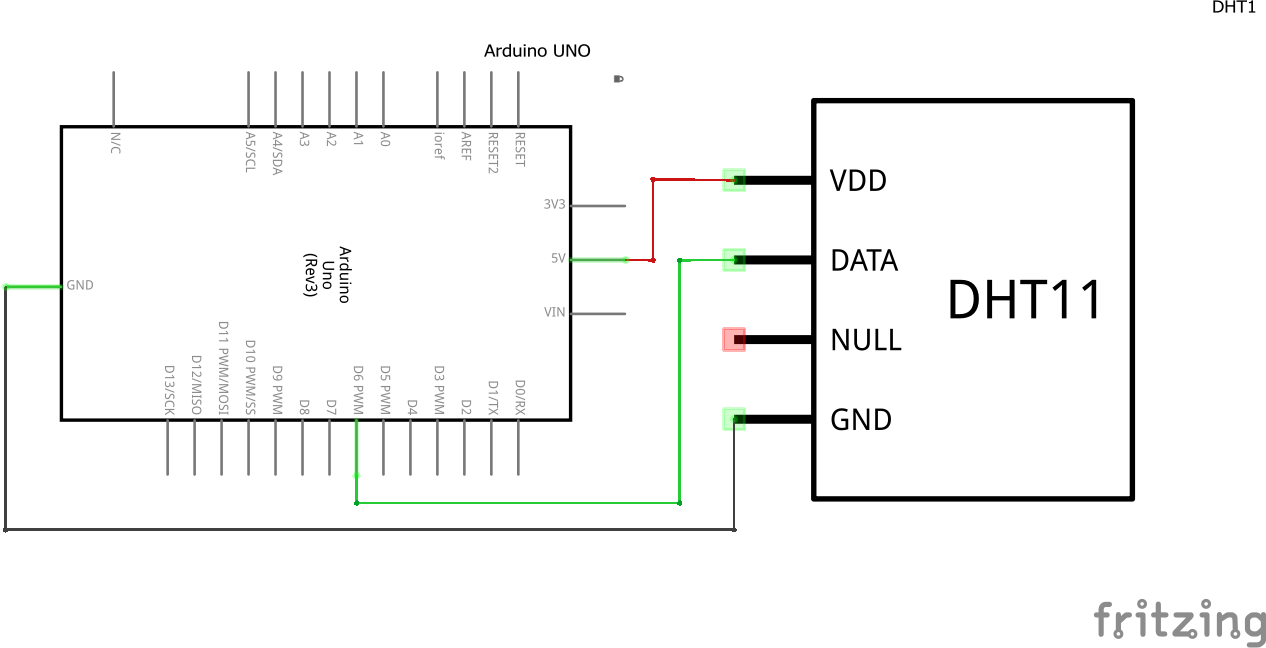 DHT1
Arduino UNO
N/C
A5/SCL
A4/SDA
A3
A2
A1
A0
ioref
AREF
RESET2
RESET
3V3
5V
VIN
GND
Arduino
Uno
(Rev3)
D13/SCK
D12/MISO
D11 PWM/MOSI
D10 PWM/SS
D9 PWM
D8
D7
D6 PWM
D5 PWM
D4
D3 PWM
D2
D1/TX
D0/RX
VDD
DATA
NULL
GND
DHT11
fritzing